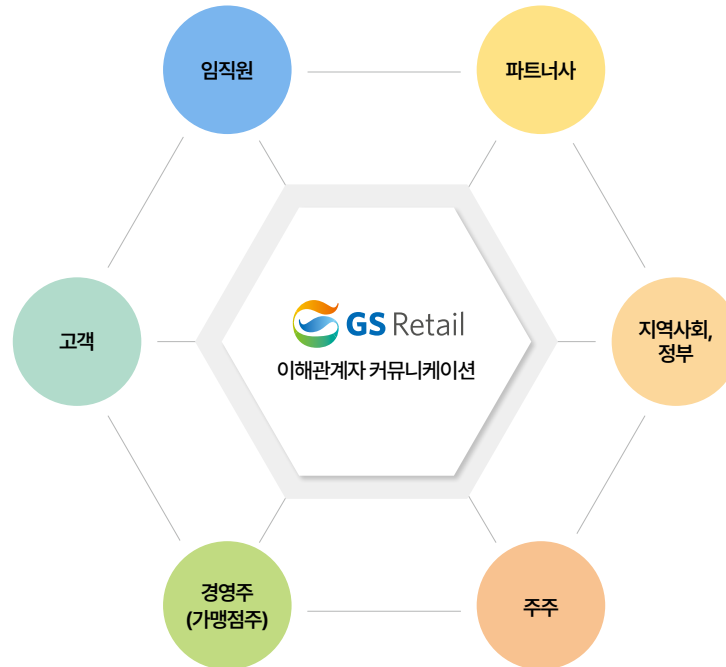 임직원
파트너사
고객
GS Retail
이해관계자 커뮤니케이션
지역사회,
정부
경영주
(가맹점주)
주주